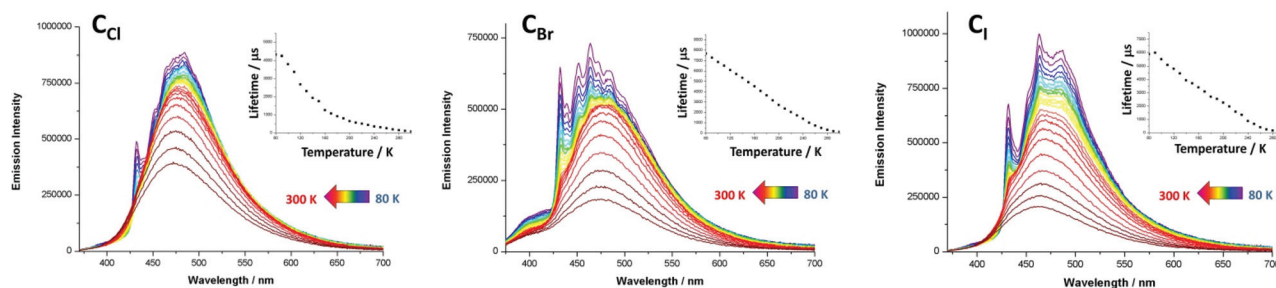 C_Cl
1000000
750000
500000
250000
0
Emission Intensity
400
450
500
550
600
650
700
Wavelength / nm
Lifetime / μs
Temperature / K
300 K
80 K
C_Br
750000
500000
250000
0
Emission Intensity
400
450
500
550
600
650
700
Wavelength / nm
Lifetime / μs
Temperature / K
300 K
80 K
C_I
1000000
750000
500000
250000
0
Emission Intensity
400
450
500
550
600
650
700
Wavelength / nm
Lifetime / μs
Temperature / K
300 K
80 K